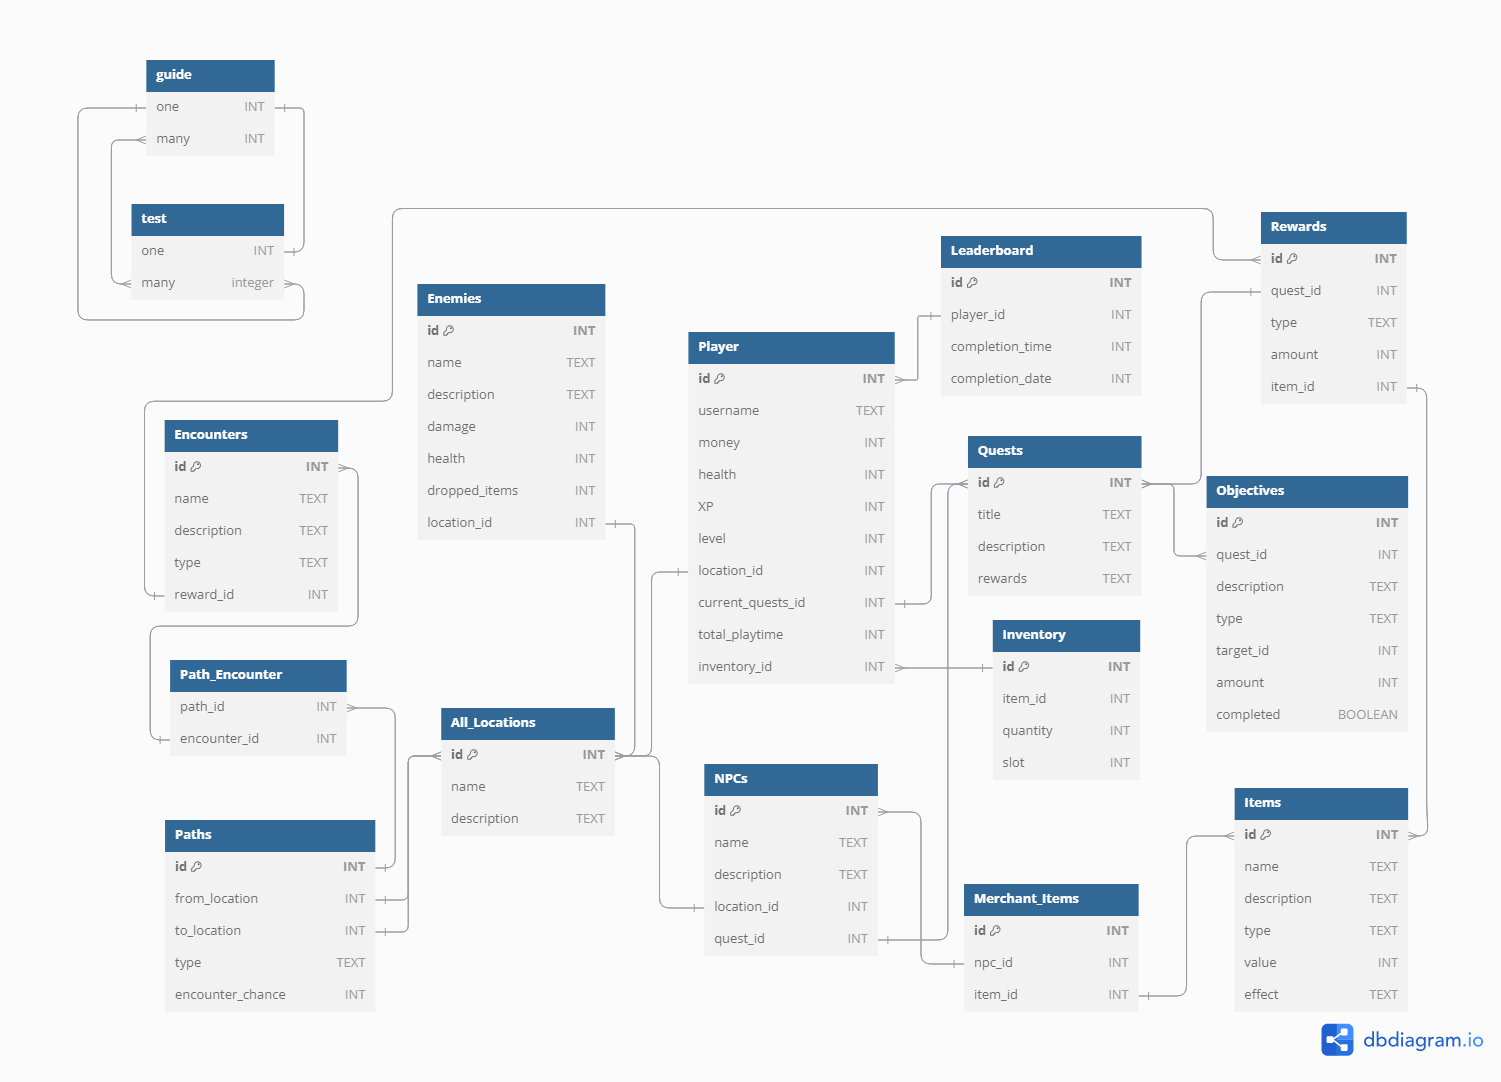 guide
one INT
many INT
test
one INT
many integer
Enemies
id INT
name TEXT
description TEXT
damage INT
health INT
dropped_items INT
location_id INT
Encounters
id INT
name TEXT
description TEXT
type TEXT
reward_id INT
Path_Encounter
path_id INT
encounter_id INT
Paths
id INT
from_location INT
to_location INT
type TEXT
encounter_chance INT
All_Locations
id INT
name TEXT
description TEXT
Player
id INT
username TEXT
money INT
health INT
XP INT
level INT
location_id INT
current_quests_id INT
total_playtime INT
inventory_id INT
NPCs
id INT
name TEXT
description TEXT
location_id INT
quest_id INT
Leaderboard
id INT
player_id INT
completion_time INT
completion_date INT
Quests
id INT
title TEXT
description TEXT
rewards TEXT
Inventory
id INT
item_id INT
quantity INT
slot INT
Merchant_Items
id INT
npc_id INT
item_id INT
Rewards
id INT
quest_id INT
type TEXT
amount INT
item_id INT
Objectives
id INT
quest_id INT
description TEXT
type TEXT
target_id INT
amount INT
completed BOOLEAN
Items
id INT
name TEXT
description TEXT
type TEXT
value INT
effect TEXT
dbdiagram.io